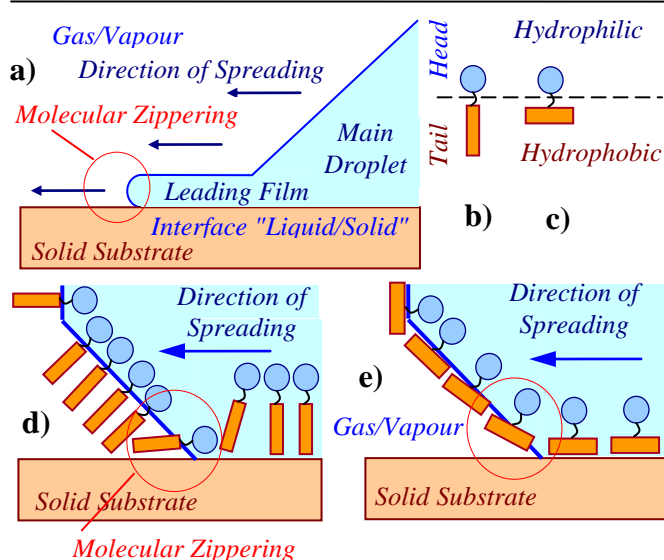 Gas/Vapour
a)
Direction of Spreading
Molecular Zippering
Main
Droplet
Leading Film
Interface "Liquid/Solid"
Solid Substrate
Head
Hydrophilic
Tail
Hydrophobic
b)
c)
Direction of
Spreading
d)
Solid Substrate
Molecular Zippering
Direction of
Spreading
e)
Gas/Vapour
Solid Substrate